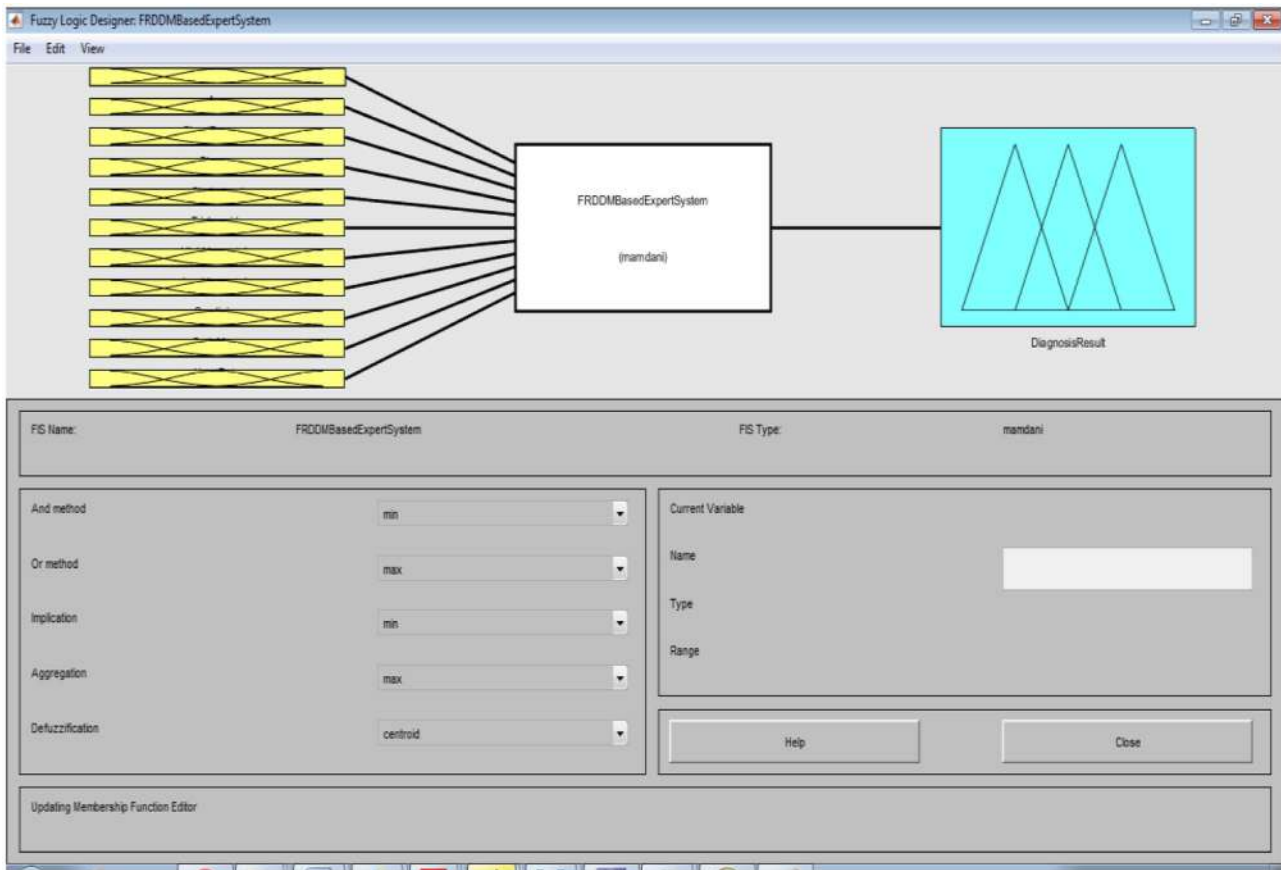 Fuzzy Logic Designer: FRDDMBasedExpertSystem
File Edit View
FRDDMBasedExpertSystem
(mamdani)
DiagnosisResult
FIS Name: FRDDMBasedExpertSystem FIS Type: mamdani
And method min
Or method max
Implication min
Aggregation max
Defuzzification centroid
Current Variable
Name
Type
Range
Help Close
Updating Membership Function Editor